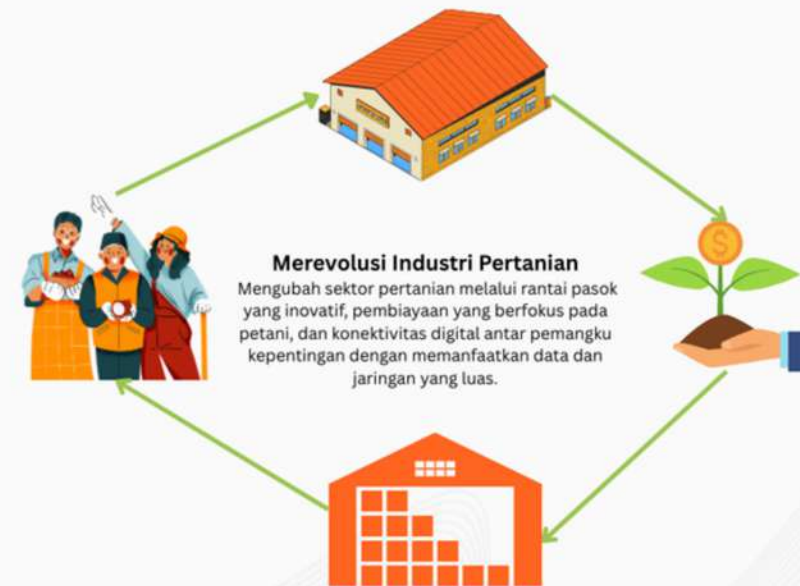 Merevolusi Industri Pertanian
Mengubah sektor pertanian melalui rantai pasok
yang inovatif, pembiayaan yang berfokus pada
petani, dan konektivitas digital antar pemangku
kepentingan dengan memanfaatkan data dan
jaringan yang luas.